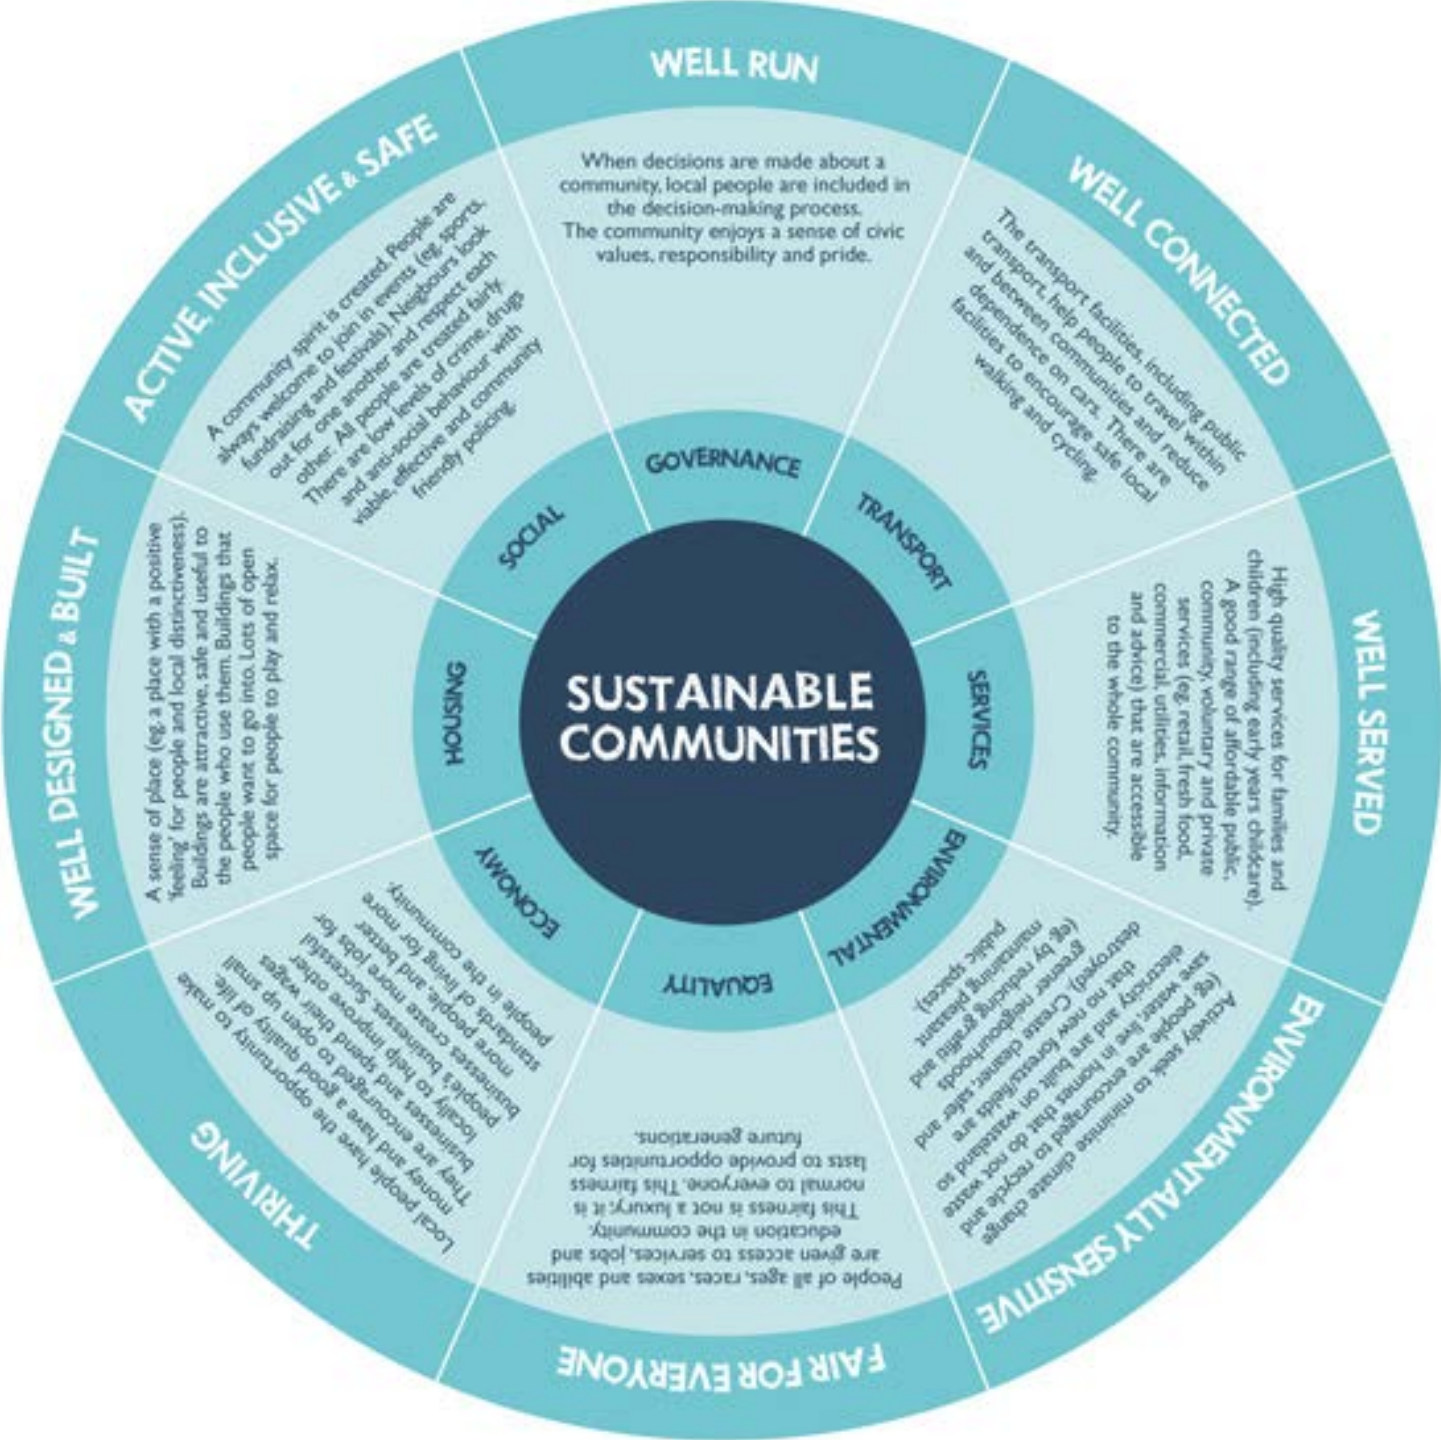 WELL RUN
When decisions are made about a
community, local people are included in
the decision-making process.
The community enjoys a sense of civic
values, responsibility and pride.
GOVERNANCE
WELL CONNECTED
The transport facilities, including public
transport, help people to travel within
and between communities and reduce
dependence on cars. There are
facilities to encourage safe local
walking and cycling.
TRANSPORT
WELL SERVED
High quality services for families and
children (including early years childcare).
A good range of affordable public,
community, voluntary and private
services (eg, retail, fresh food,
commercial, utilities, information
and advice) that are accessible
to the whole community.
SERVICES
ENVIRONMENTALLY SENSITIVE
Actively seek to minimise climate change
(eg. people are encouraged to recycle and
save water, live in homes that do not waste
electricity and are built on wasteland so
that no new forests/fields are
destroyed). Create cleaner, safer and
greener neigbourhoods
(eg. by reducing graffiti and
maintaining pleasant
public spaces).
ENVIRONMENTAL
FAIR FOR EVERYONE
People of all ages, races, sexes and abilities
are given access to services, jobs and
education in the community.
This fairness is not a luxury; it is
normal to everyone. This fairness
lasts to provide opportunities for
future generations.
EQUALITY
THRIVING
Local people have the opportunity to make
money and have a good quality of life.
They are encouraged to open up small
businesses and spend their wages
locally to help improve other
people's businesses. Successful
businesses create more jobs for
more people, and better
standards of living for more
people in the community.
ECONOMY
WELL DESIGNED & BUILT
A sense of place (eg. a place with a positive
'feeling' for people and local distinctiveness).
Buildings are attractive, safe and useful to
the people who use them. Buildings that
people want to go into. Lots of open
space for people to play and relax.
HOUSING
ACTIVE, INCLUSIVE & SAFE
A community spirit is created. People are
always welcome to join in events (eg. sports,
fundraising and festivals). Neigbours look
out for one another and respect each
other. All people are treated fairly.
There are low levels of crime, drugs
and anti-social behaviour with
viable, effective and community
friendly policing.
SOCIAL
SUSTAINABLE
COMMUNITIES